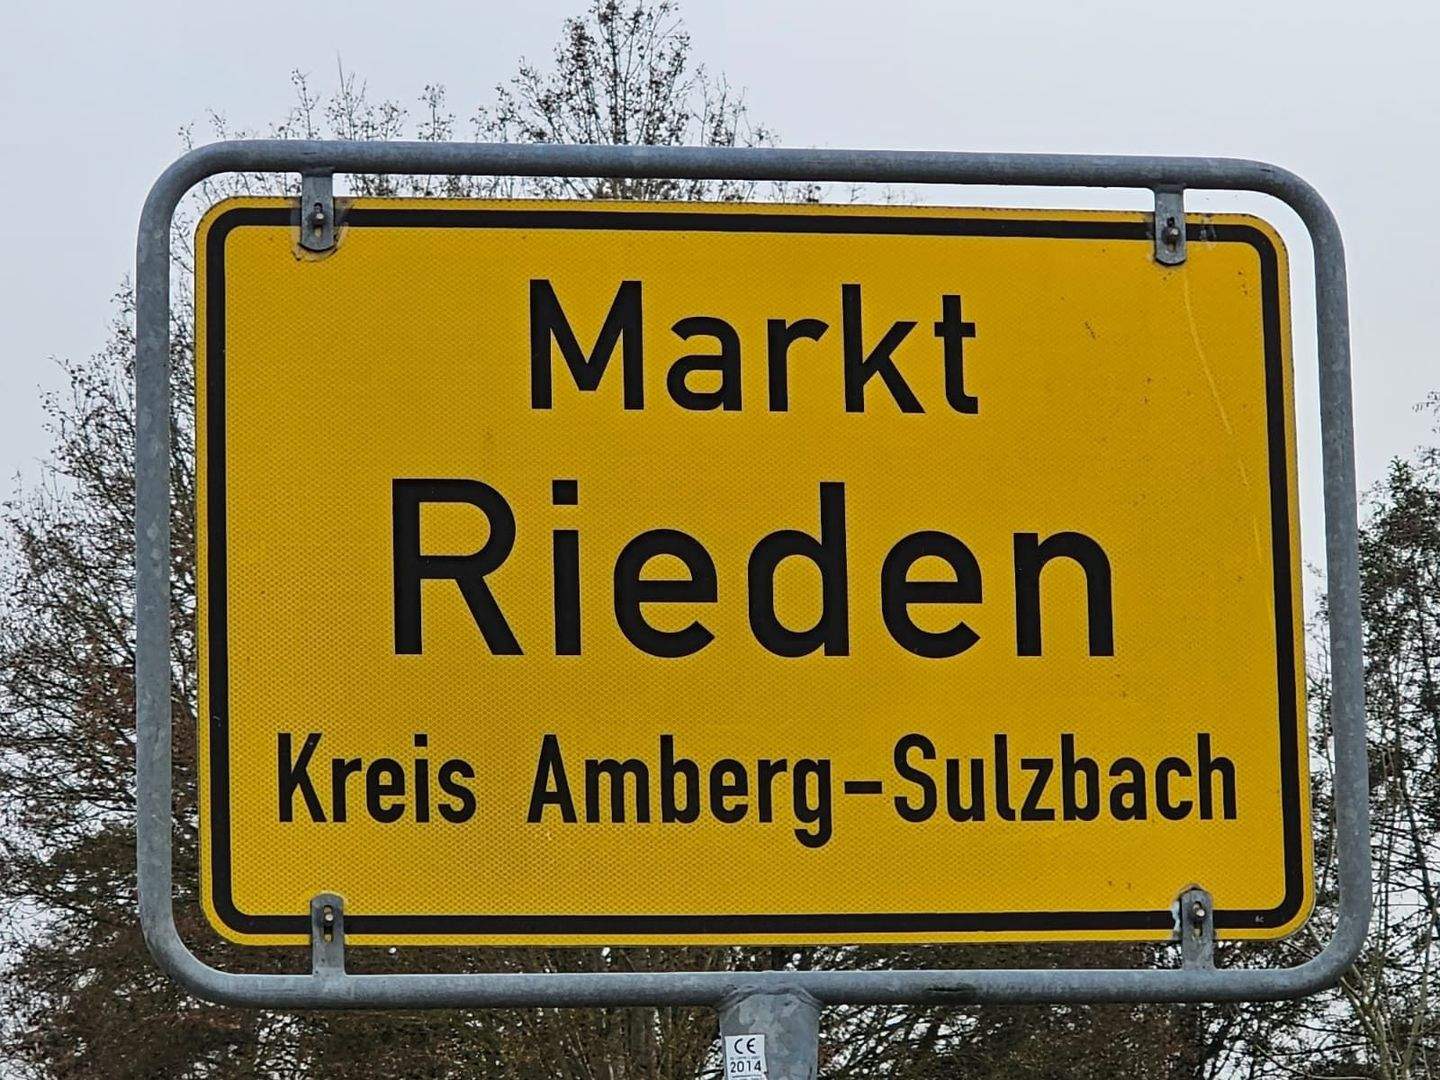 Markt
Rieden
Kreis Amberg-Sulzbach
CE
2014